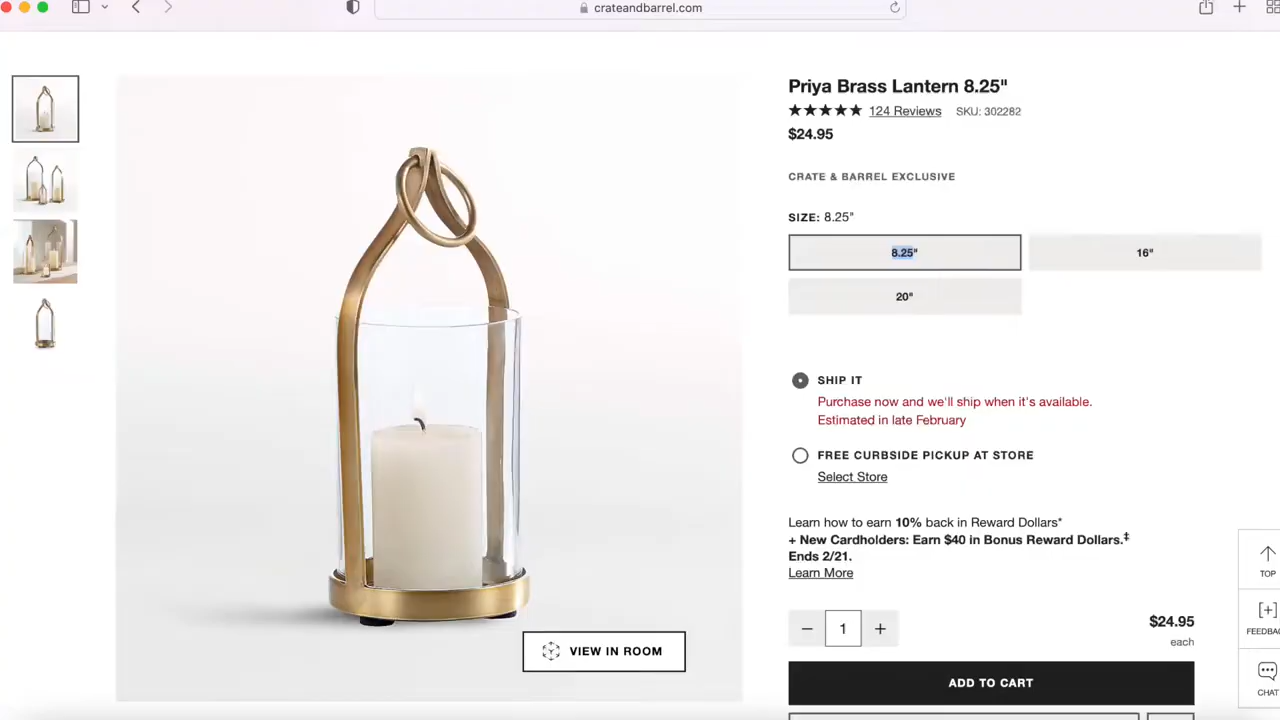 crateandbarrel.com
Priya Brass Lantern 8.25"
124 Reviews SKU: 302282
$24.95
CRATE & BARREL EXCLUSIVE
SIZE: 8.25"
8.25" 16"
20"
SHIP IT
Purchase now and we'll ship when it's available.
Estimated in late February
FREE CURBSIDE PICKUP AT STORE
Select Store
Learn how to earn 10% back in Reward Dollars*
+ New Cardholders: Earn $40 in Bonus Reward Dollars.‡
Ends 2/21.
Learn More
1
$24.95
each
ADD TO CART
VIEW IN ROOM
TOP
[+]
FEEDBAC
CHAT